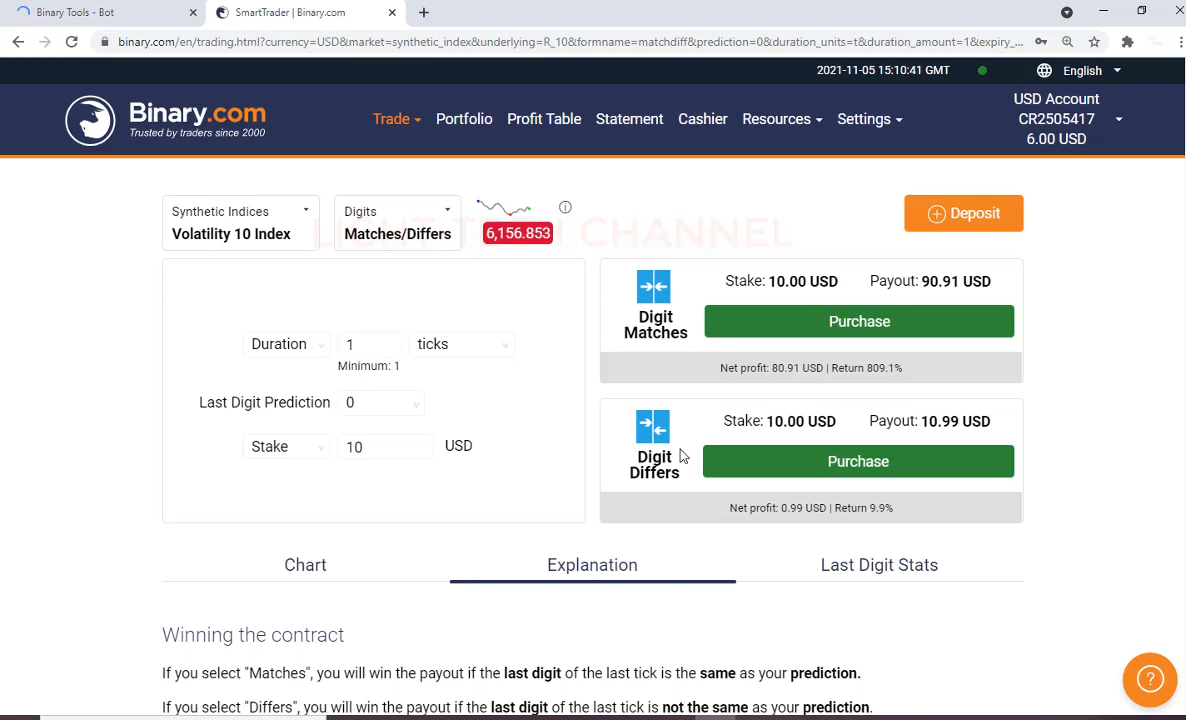 Binary Tools - Bot
SmartTrader | Binary.com
binary.com/en/trading.html?currency=USD&market=synthetic_index&underlying=R_10&formname=matchdiff&prediction=0&duration_units=t&duration_amount=1&expiry_...
2021-11-05 15:10:41 GMT
English
Binary.com
Trusted by traders since 2000
Trade
Portfolio
Profit Table
Statement
Cashier
Resources
Settings
USD Account
CR2505417
6.00 USD
Synthetic Indices
Volatility 10 Index
Digits
Matches/Differs
6,156.853
Deposit
LIGHT TECH CHANNEL
Duration
1
ticks
Minimum: 1
Last Digit Prediction
0
Stake
10
USD
Digit
Matches
Stake: 10.00 USD
Payout: 90.91 USD
Purchase
Net profit: 80.91 USD | Return 809.1%
Digit
Differs
Stake: 10.00 USD
Payout: 10.99 USD
Purchase
Net profit: 0.99 USD | Return 9.9%
Chart
Explanation
Last Digit Stats
Winning the contract
If you select "Matches", you will win the payout if the last digit of the last tick is the same as your prediction.
If you select "Differs", you will win the payout if the last digit of the last tick is not the same as your prediction.